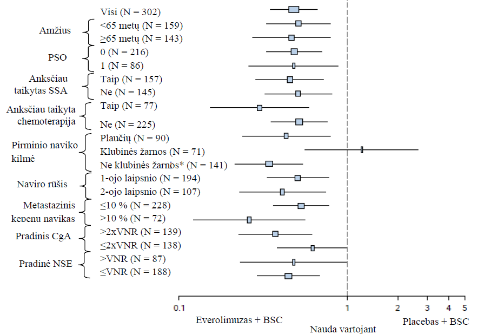 Visi (N = 302)
Amžius
<65 metų (N = 159)
≥65 metų (N = 143)
PSO
0 (N = 216)
1 (N = 86)
Anksčiau taikytas SSA
Taip (N = 157)
Ne (N = 145)
Anksčiau taikyta chemoterapija
Taip (N = 77)
Ne (N = 225)
Pirminio naviko kilmė
Plaučių (N = 90)
Klubinės žarnos (N = 71)
Ne klubinės žarnos* (N = 141)
Naviro rūšis
1-ojo laipsnio (N = 194)
2-ojo laipsnio (N = 107)
Metastazinis kepenų navikas
≤10 % (N = 228)
>10 % (N = 72)
Pradinis CgA
>2xVNR (N = 139)
≤2xVNR (N = 138)
Pradinė NSE
>VNR (N = 87)
≤VNR (N = 188)
0.1 1 2 3 4 5
Everolimuzas + BSC
Placebas + BSC
Nauda vartojant